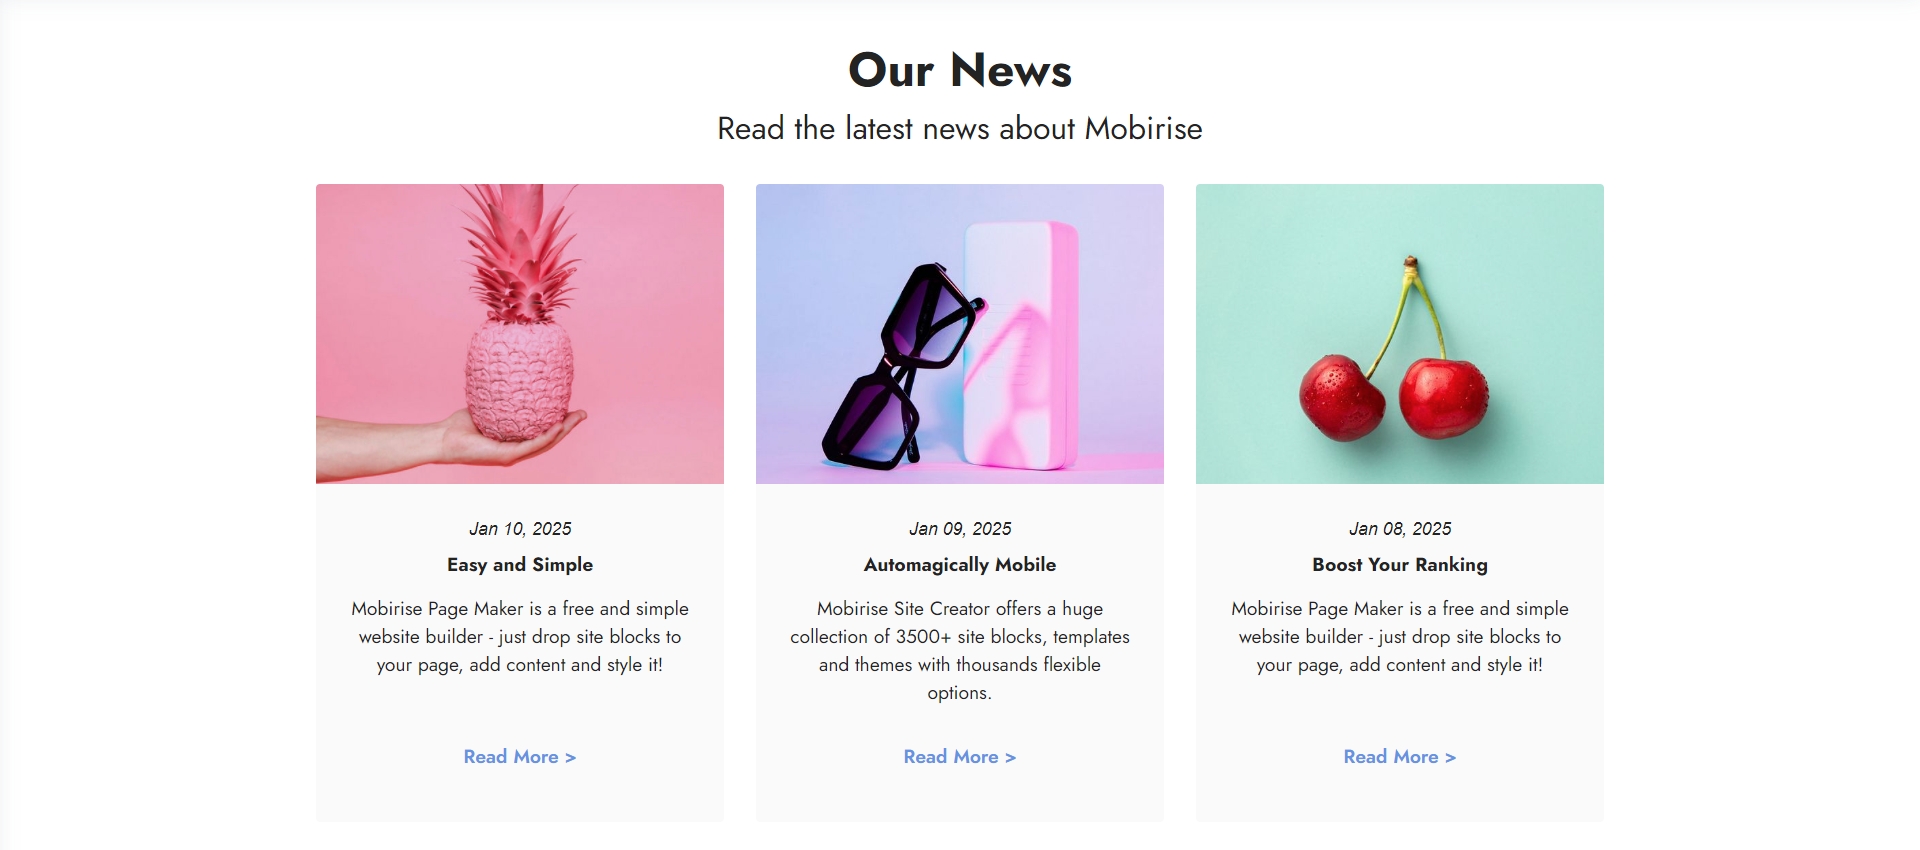 Our News
Read the latest news about Mobirise
Jan 10, 2025
Easy and Simple
Mobirise Page Maker is a free and simple
website builder - just drop site blocks to
your page, add content and style it!
Read More >
Jan 09, 2025
Automagically Mobile
Mobirise Site Creator offers a huge
collection of 3500+ site blocks, templates
and themes with thousands flexible
options.
Read More >
Jan 08, 2025
Boost Your Ranking
Mobirise Page Maker is a free and simple
website builder - just drop site blocks to
your page, add content and style it!
Read More >